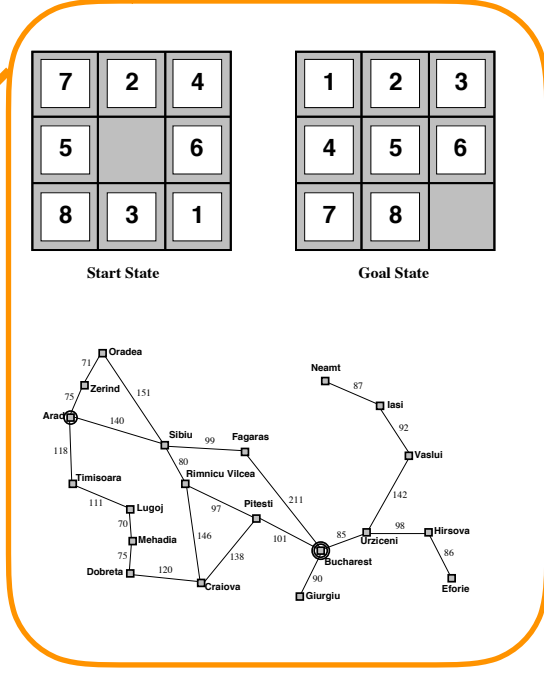 7 2 4
1 2 3
5 6
4 5 6
8 3 1
7 8
Start State
Goal State
Oradea
71
Neamt
87
Zerind
151
75
Iasi
Arad
140
92
Sibiu
99
Fagaras
118
80
Vaslui
Timisoara
Rimnicu Vilcea
111
211
142
Lugoj
97
Pitesti
70
98
Hirsova
85
Mehadia
146
101
Urziceni
138
86
75
Bucharest
Dobreta
120
90
Craiova
Eforie
Giurgiu